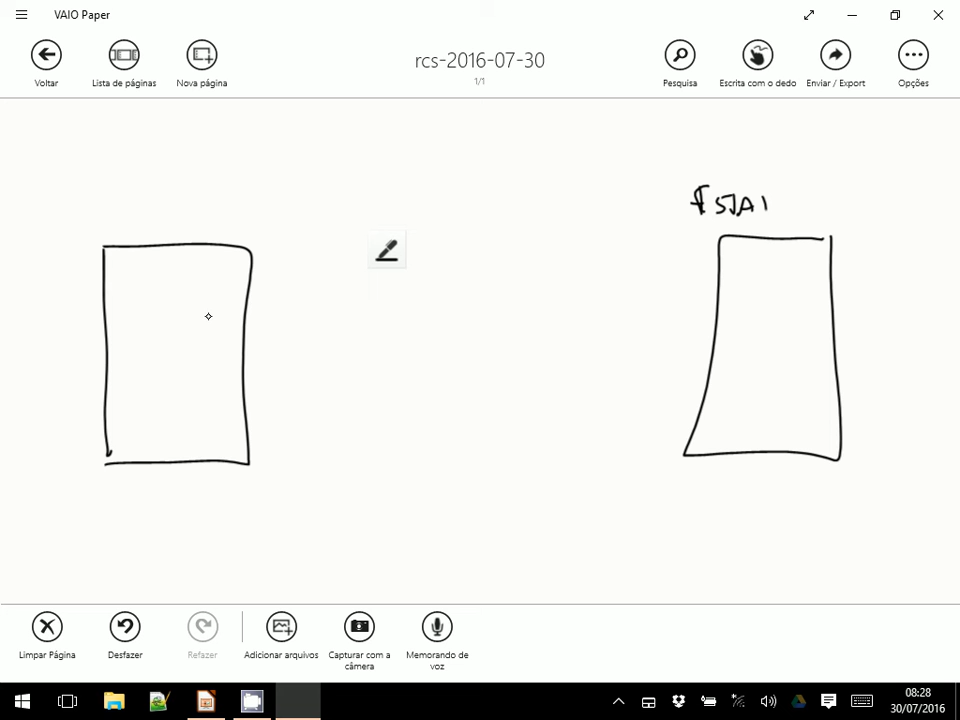 VAIO Paper
Voltar
Lista de páginas
Nova página
rcs-2016-07-30
1/1
Pesquisa
Escrita com o dedo
Enviar / Export
Opções
Limpar Página
Desfazer
Refazer
Adicionar arquivos
Capturar com a
câmera
Memorando de
voz
08:28
30/07/2016